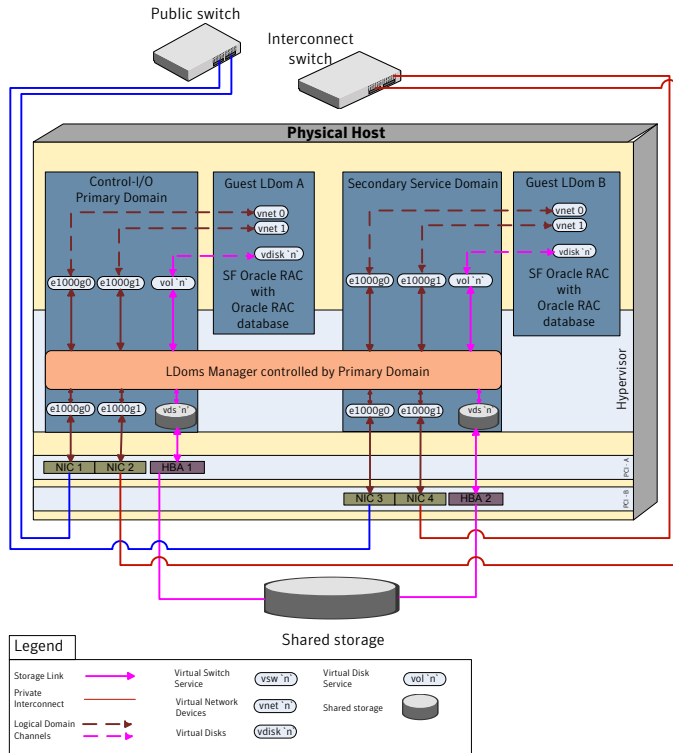 Public switch
Interconnect
switch
Physical Host
Control-I/O
Primary Domain
Guest LDom A
Secondary Service Domain
Guest LDom B
vnet 0
vnet 1
vdisk `n`
vnet 0
vnet 1
vdisk`n`
SF Oracle RAC
with
Oracle RAC
database
SF Oracle RAC
with
Oracle RAC
database
e1000g0
e1000g1
vol `n`
e1000g0
e1000g1
vol `n`
LDoms Manager controlled by Primary Domain
Hypervisor
e1000g0
e1000g1
vds `n`
e1000g0
e1000g1
vds `n
NIC 1
NIC 2
HBA 1
PCI - A
NIC 3
NIC 4
HBA 2
PCI - B
Shared storage
Legend
Storage Link
Private
Interconnect
Logical Domain
Channels
Virtual Switch
Service
vsw `n`
Virtual Network
Devices
vnet `n`
Virtual Disks
vdisk`n`
Virtual Disk
Service
vol `n`
Shared storage